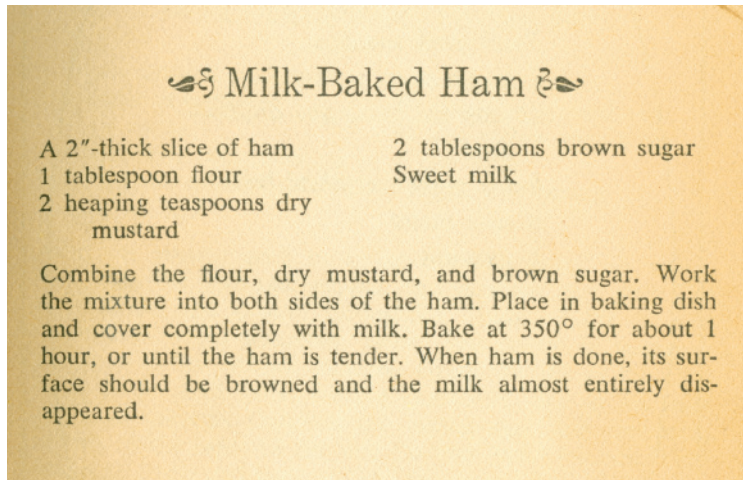 Milk-Baked Ham
A 2"-thick slice of ham
1 tablespoon flour
2 heaping teaspoons dry
mustard
2 tablespoons brown sugar
Sweet milk
Combine the flour, dry mustard, and brown sugar. Work
the mixture into both sides of the ham. Place in baking dish
and cover completely with milk. Bake at 350° for about 1
hour, or until the ham is tender. When ham is done, its sur-
face should be browned and the milk almost entirely dis-
appeared.